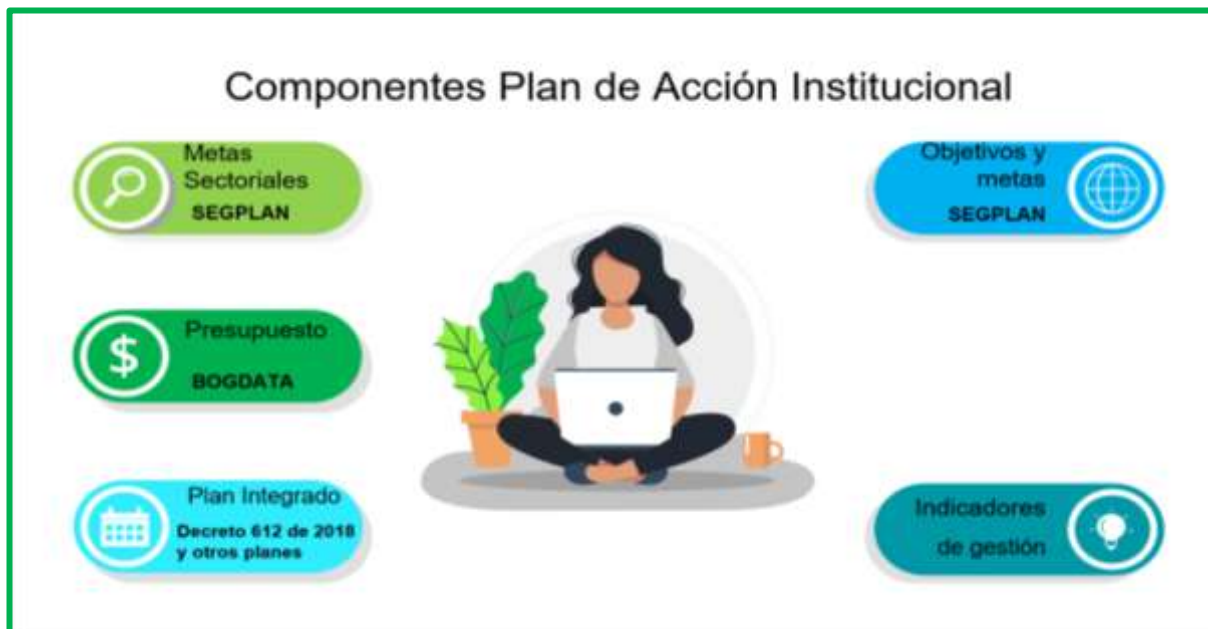 Componentes Plan de Acción Institucional
Metas
Sectoriales
SEGPLAN
Objetivos y
metas
SEGPLAN
Presupuesto
BOGDATA
Plan Integrado
Decreto 612 de 2018
y otros planes
Indicadores
de gestión